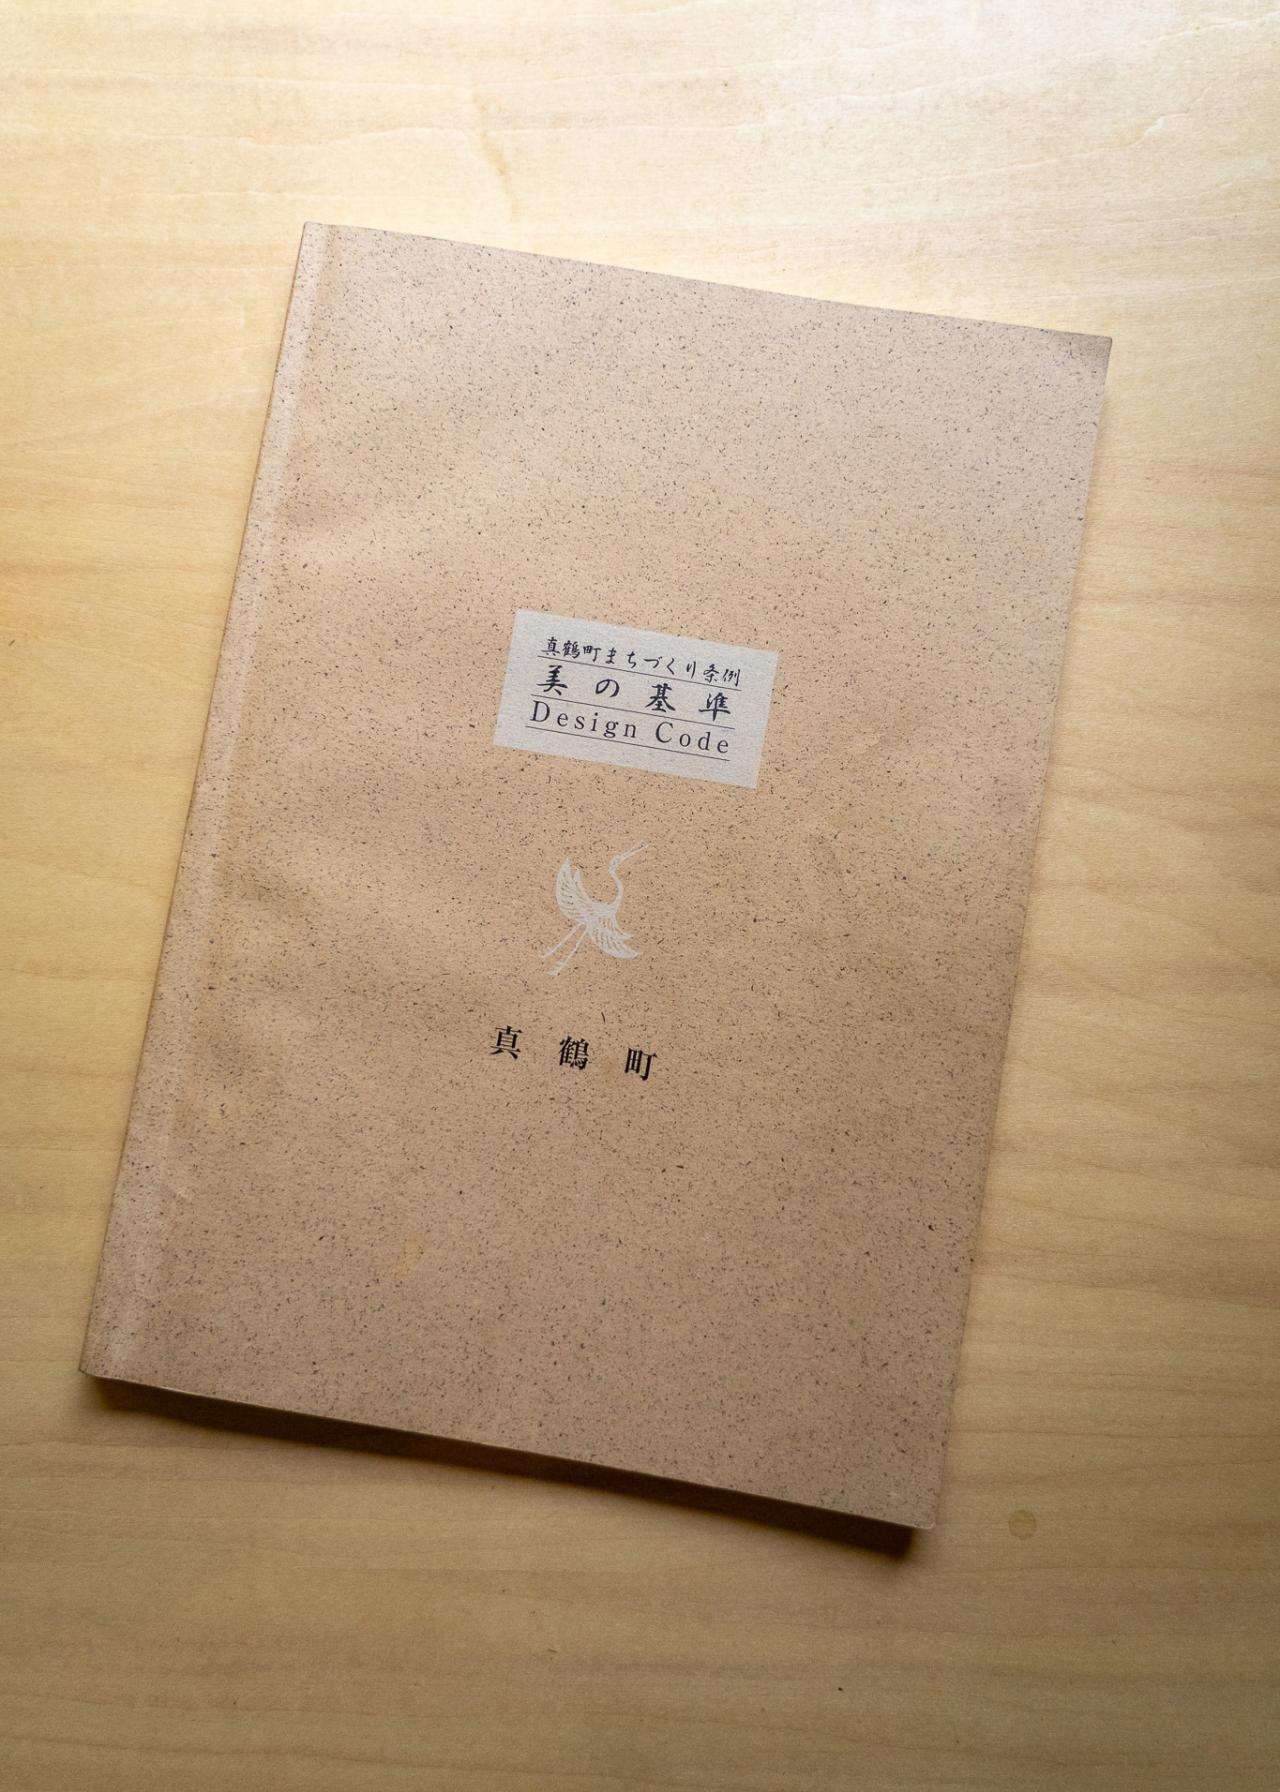 真鶴町まちづくり条例
美の基準
Design Code
真鶴町